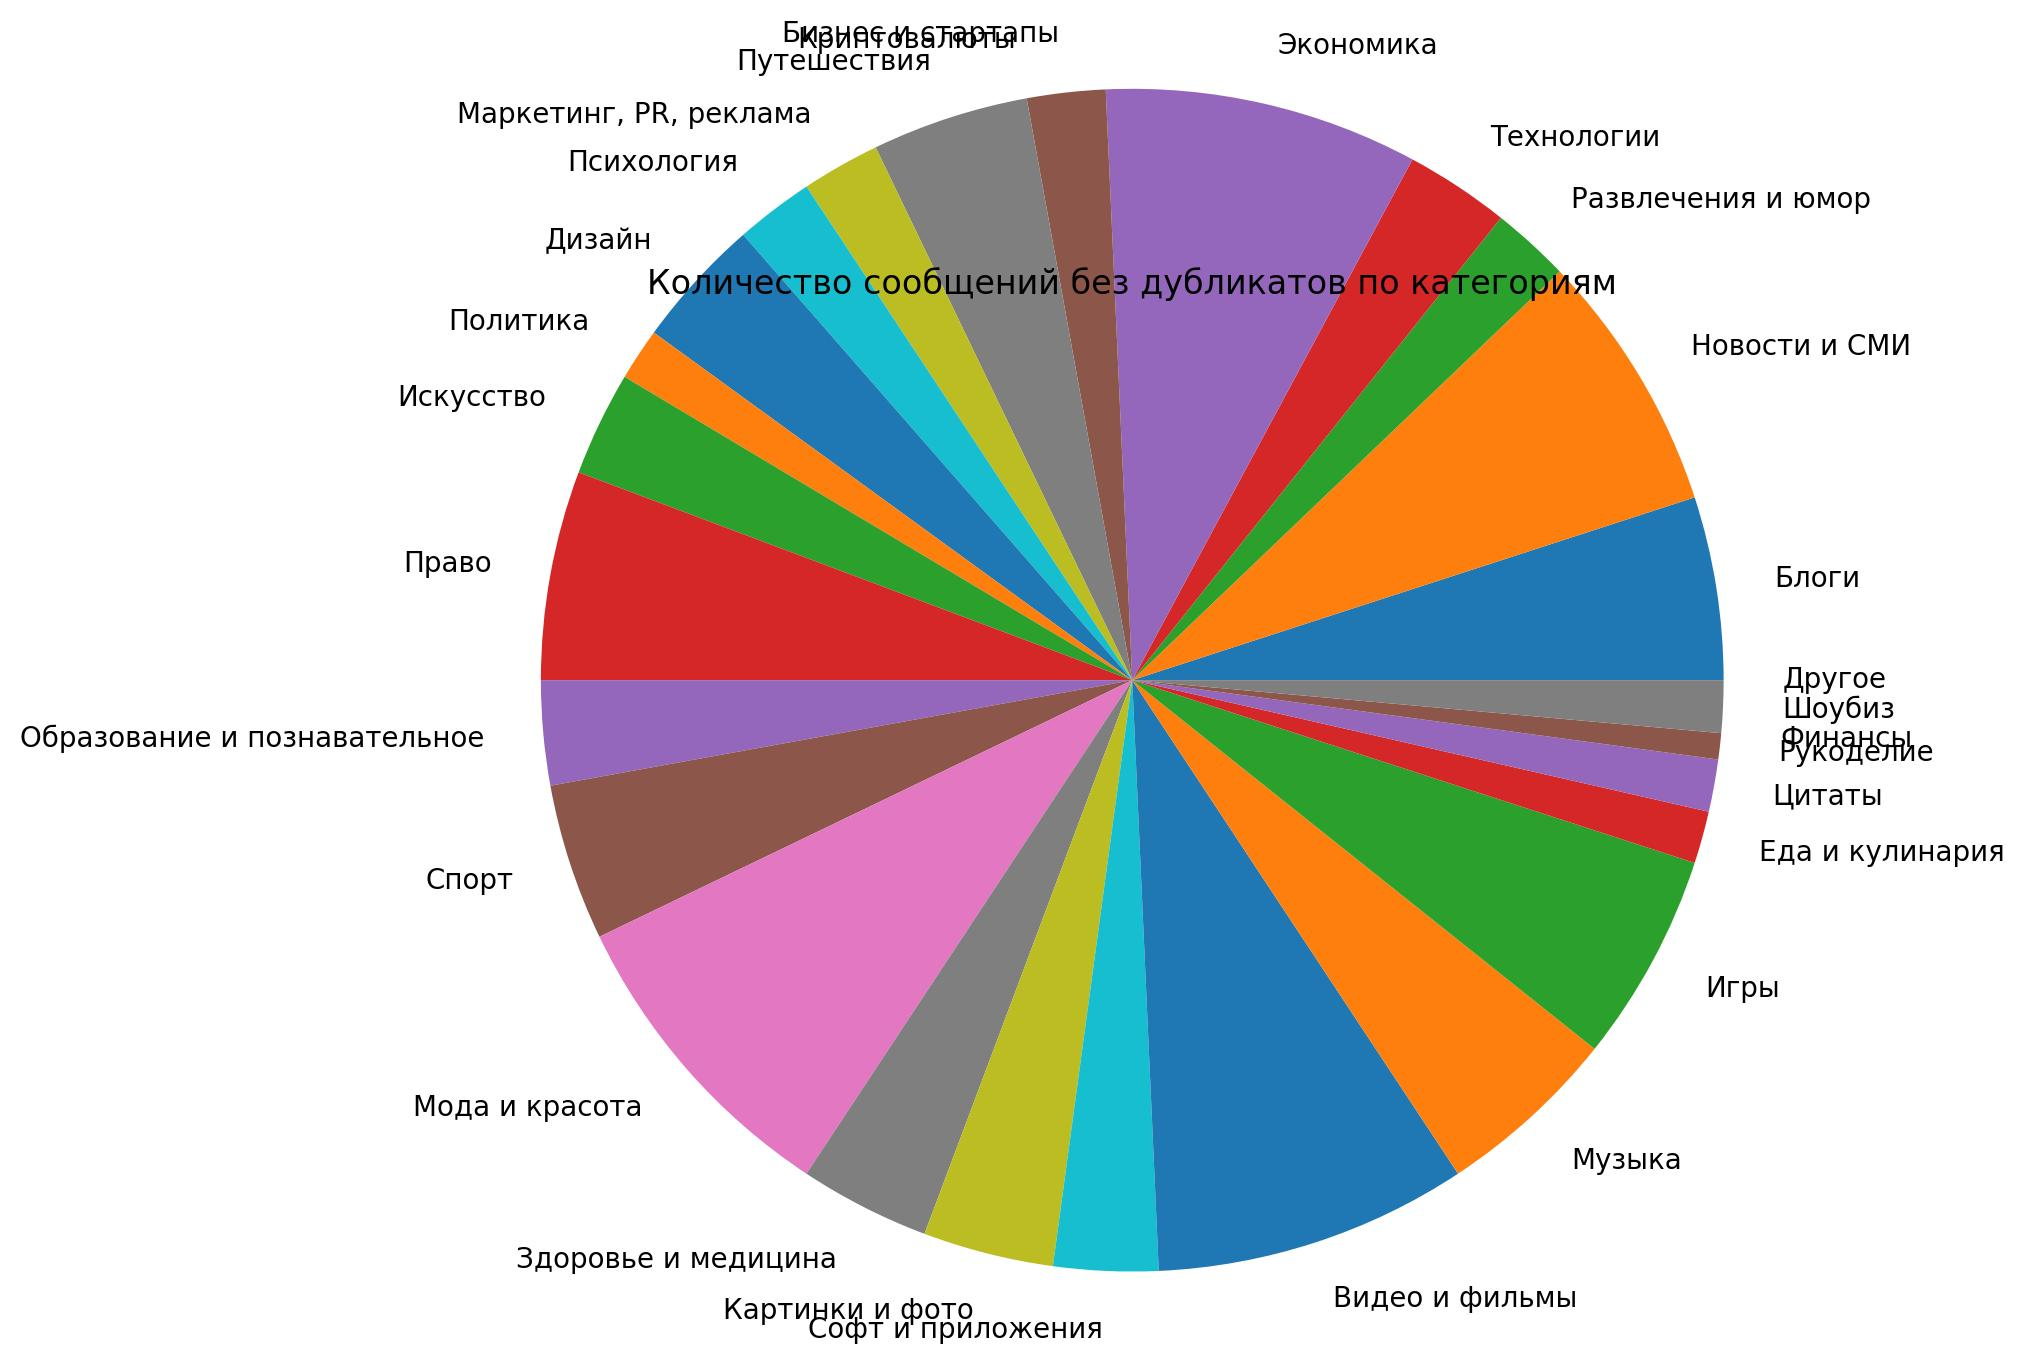 Бизнес и стартапы
Криптовалюты
Экономика
Путешествия
Маркетинг, PR, реклама
Технологии
Психология
Развлечения и юмор
Дизайн
Количество сообщений без дубликатов по категориям
Политика
Новости и СМИ
Искусство
Право
Блоги
Другое
Шоубиз
Финансы
Образование и познавательное
Рукоделие
Цитаты
Еда и кулинария
Спорт
Игры
Мода и красота
Музыка
Здоровье и медицина
Видео и фильмы
Картинки и фото
Софт и приложения